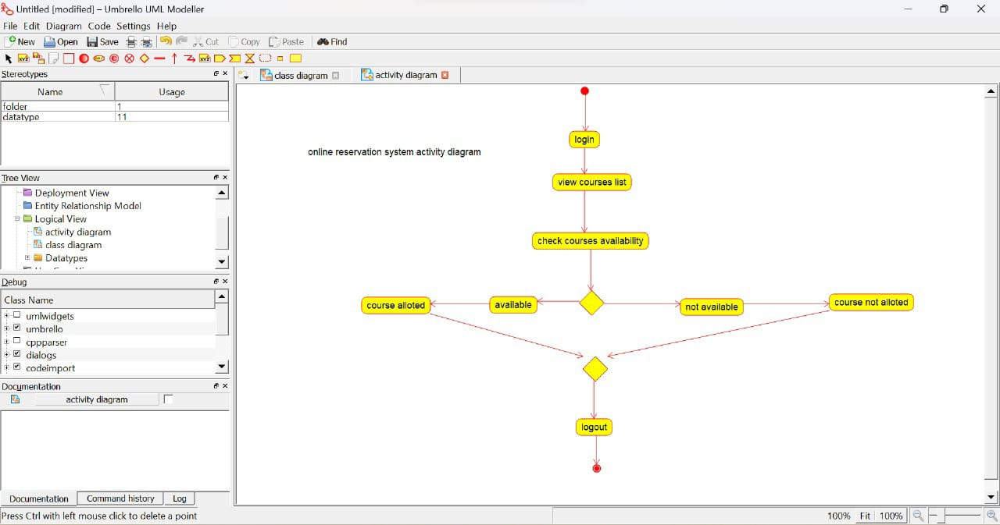 Untitled [modified] – Umbrello UML Modeller
File Edit Diagram Code Settings Help
New Open Save Cut Copy Paste Find
Stereotypes
class diagram activity diagram
Name Usage
folder 1
datatype 11
Tree View
Deployment View
Entity Relationship Model
Logical View
activity diagram
class diagram
Datatypes
Debug
Class Name
umlwidgets
umbrello
cppparser
dialogs
codeimport
Documentation
activity diagram
Documentation Command history Log
Press Ctrl with left mouse click to delete a point
online reservation system activity diagram
login
view courses list
check courses availability
course alloted
available
not available
course not alloted
logout
100% Fit 100%